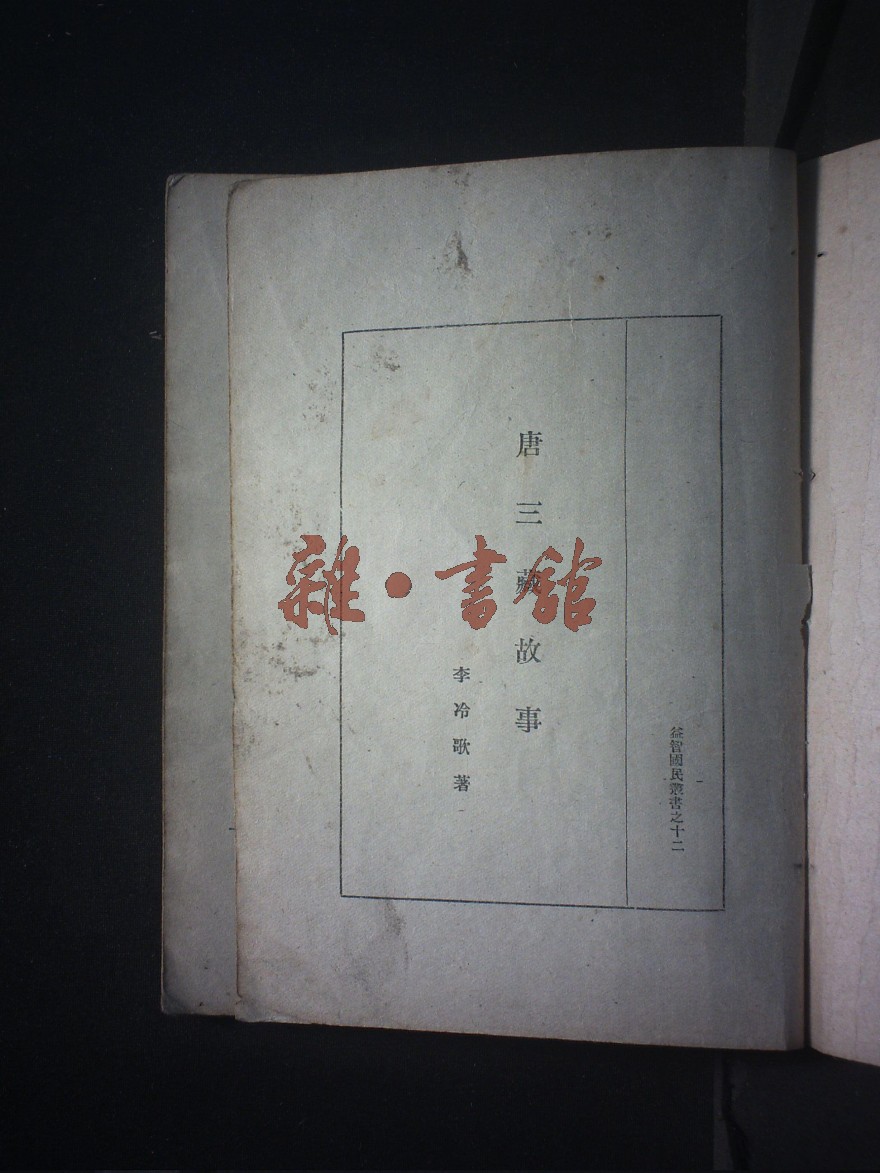 益智國民叢書之十二
唐三藏故事
李冷歌著
雜·書館